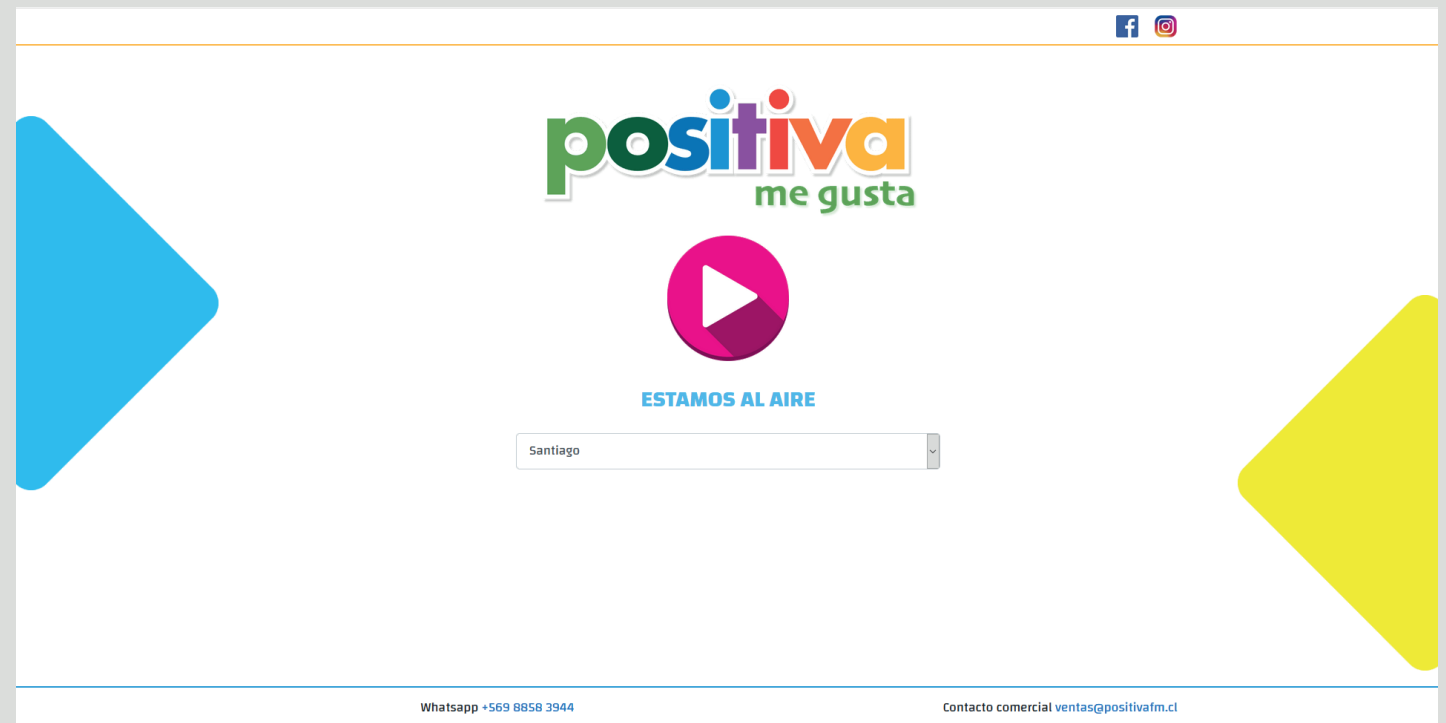 positiva
me gusta
ESTAMOS AL AIRE
Santiago
Whatsapp +569 8858 3944
Contacto comercial ventas@positivafm.cl